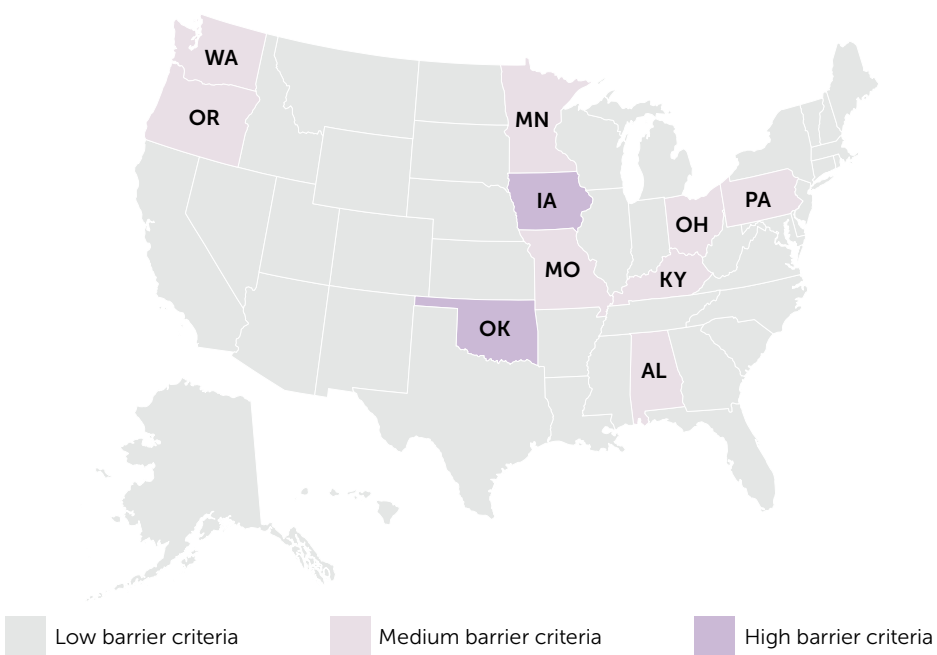 WA
OR
MN
IA
PA
OH
MO
KY
OK
AL
Low barrier criteria
Medium barrier criteria
High barrier criteria